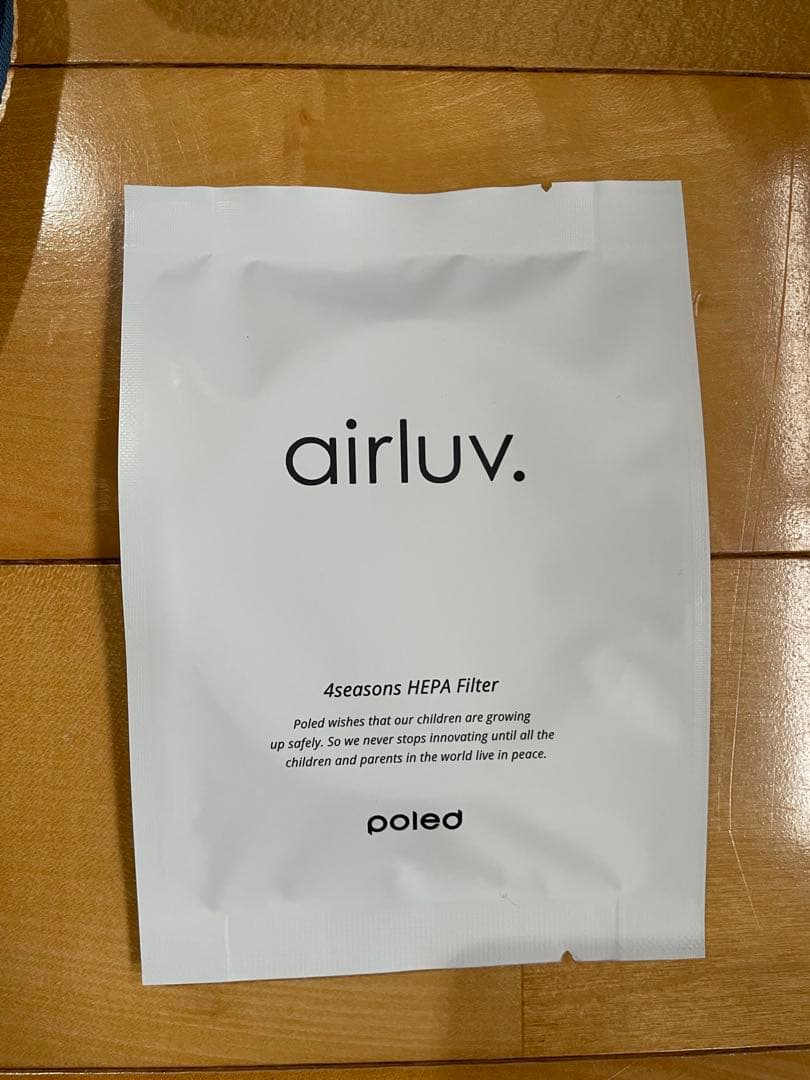 airluv.
4seasons HEPA Filter
Poled wishes that our children are growing
up safely. So we never stops innovating until all the
children and parents in the world live in peace.
poled